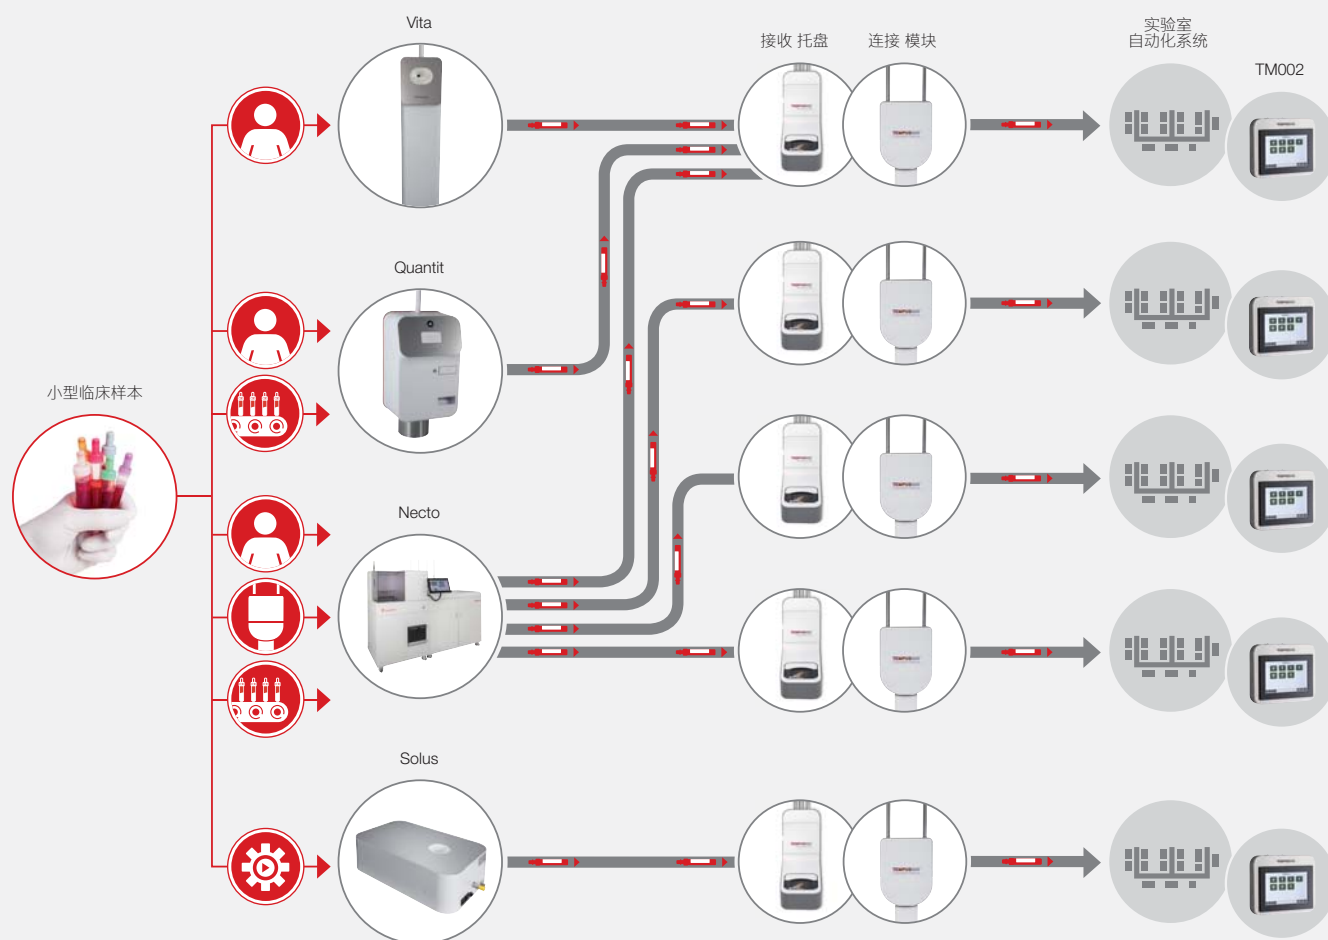 Vita
接收 托盘
连接 模块
实验室
自动化系统
TM002
Quantit
小型临床样本
Necto
Solus